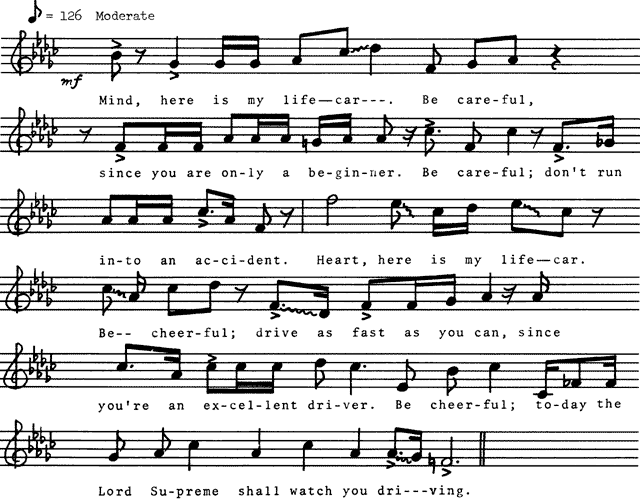 ♪ = 126 Moderate
mf
Mind, here is my life—car---. Be care-ful,
since you are on-ly a be-gin-ner. Be care-ful; don't run
in-to an ac-ci-dent. Heart, here is my life—car.
Be-- cheer-ful; drive as fast as you can, since
you're an ex-cel-lent dri-ver. Be cheer-ful; to-day the
Lord Su-preme shall watch you dri---ving.